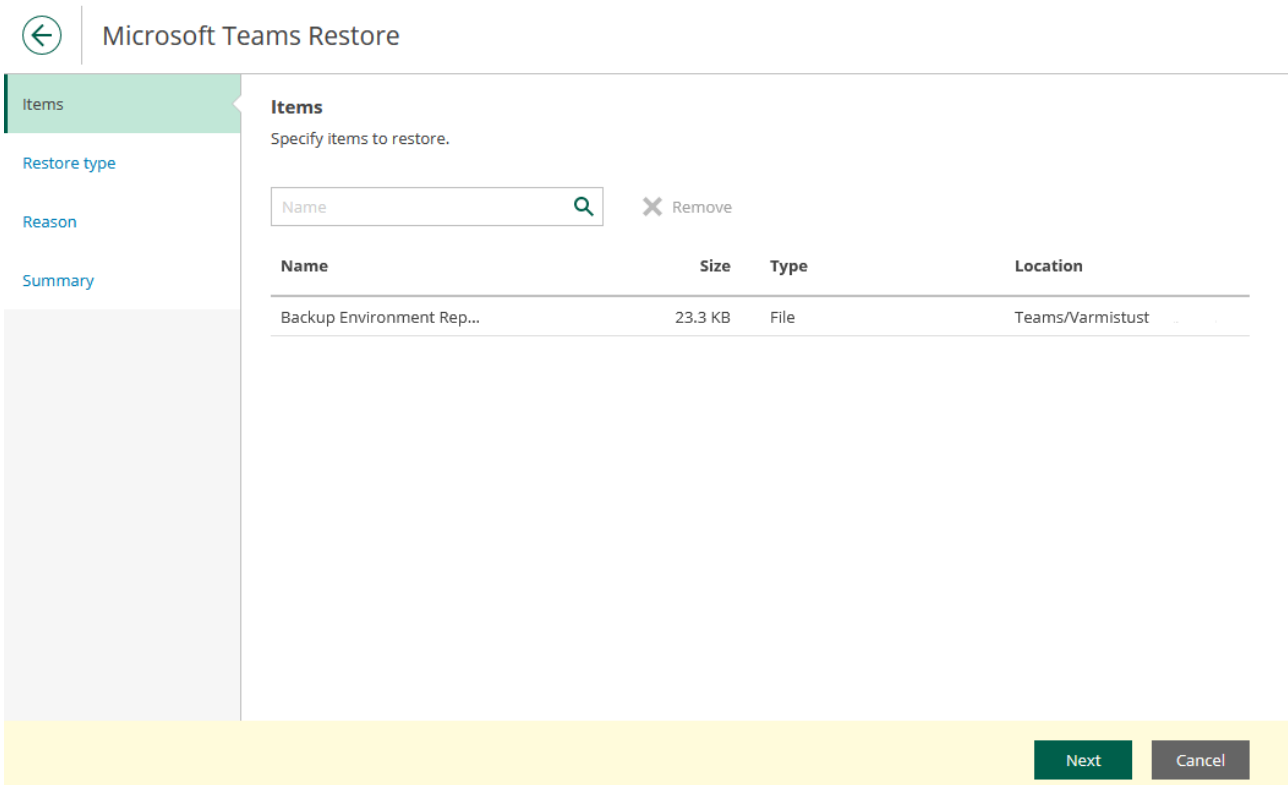 Microsoft Teams Restore
Items
Restore type
Reason
Summary
Items
Specify items to restore.
Name
Remove
Name Size Type Location
Backup Environment Rep... 23.3 KB File Teams/Varmistust
Next Cancel